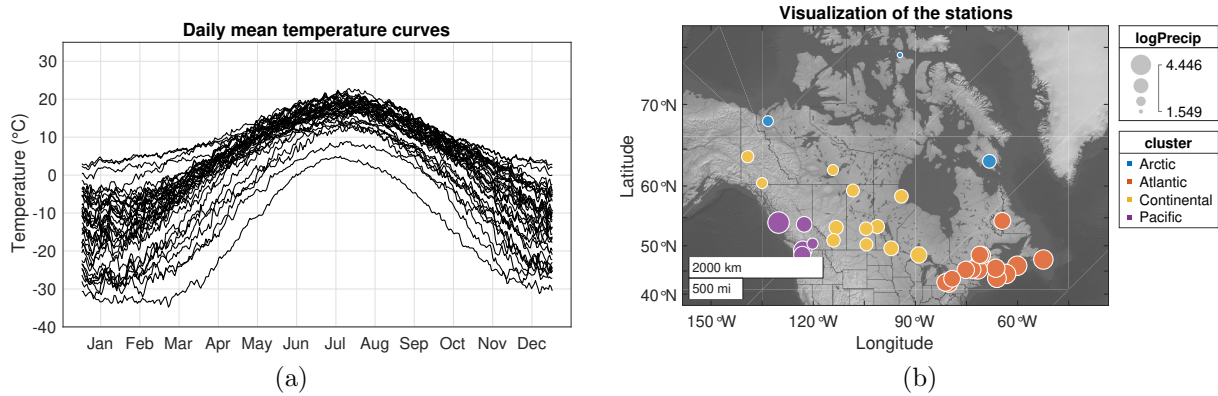 Daily mean temperature curves
Temperature (°C)
30
20
10
0
-10
-20
-30
-40
Jan Feb Mar Apr May Jun Jul Aug Sep Oct Nov Dec
(a)
Visualization of the stations
Latitude
70°N
60°N
50°N
40°N
2000 km
500 mi
150°W 120°W 90°W 60°W
Longitude
(b)
logPrecip
4.446
1.549
cluster
Arctic
Atlantic
Continental
Pacific